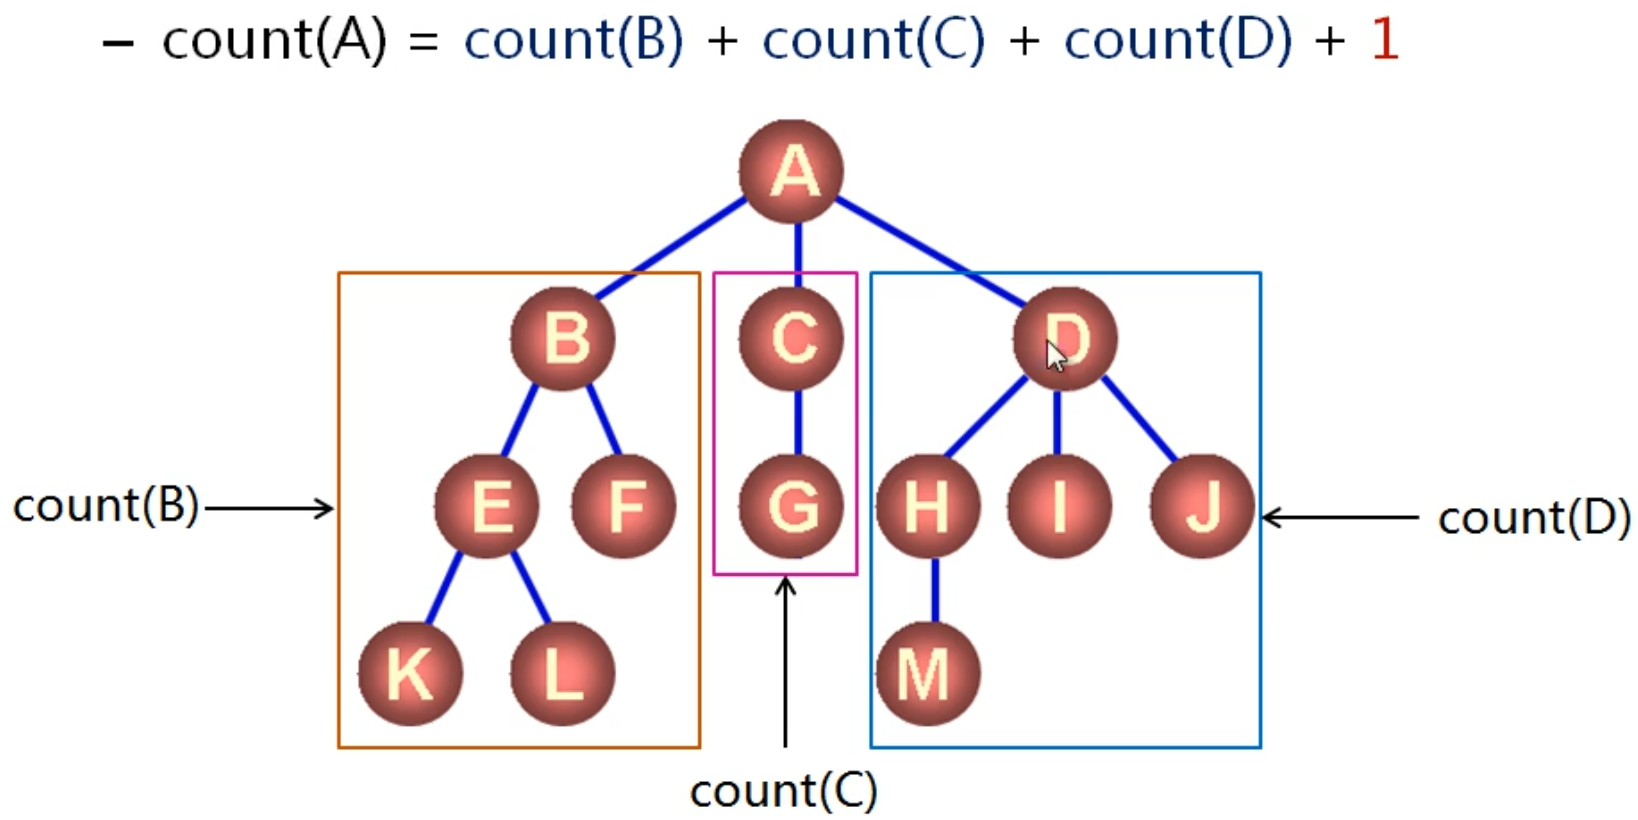 – count(A) = count(B) + count(C) + count(D) + 1
A
B C D
count(B) E F G H I J count(D)
K L M
count(C)